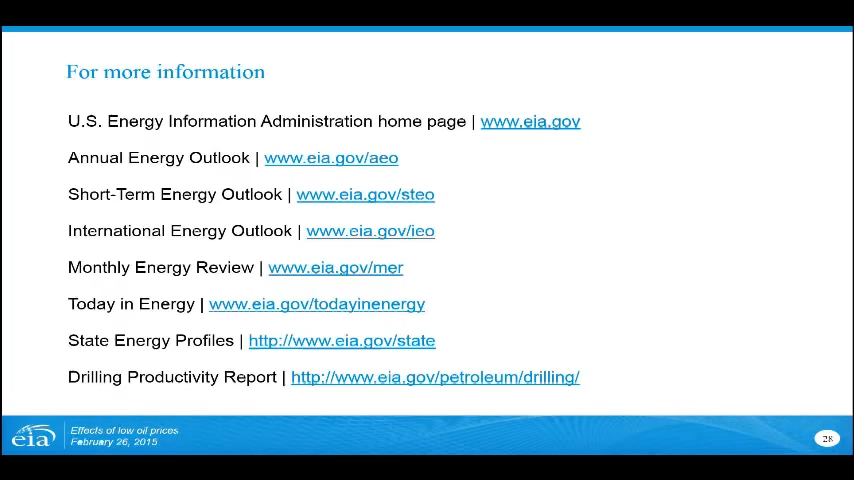 For more information
U.S. Energy Information Administration home page | www.eia.gov
Annual Energy Outlook | www.eia.gov/aeo
Short-Term Energy Outlook | www.eia.gov/steo
International Energy Outlook | www.eia.gov/ieo
Monthly Energy Review | www.eia.gov/mer
Today in Energy | www.eia.gov/todayinenergy
State Energy Profiles | http://www.eia.gov/state
Drilling Productivity Report | http://www.eia.gov/petroleum/drilling/
eia
Effects of low oil prices
February 26, 2015
28